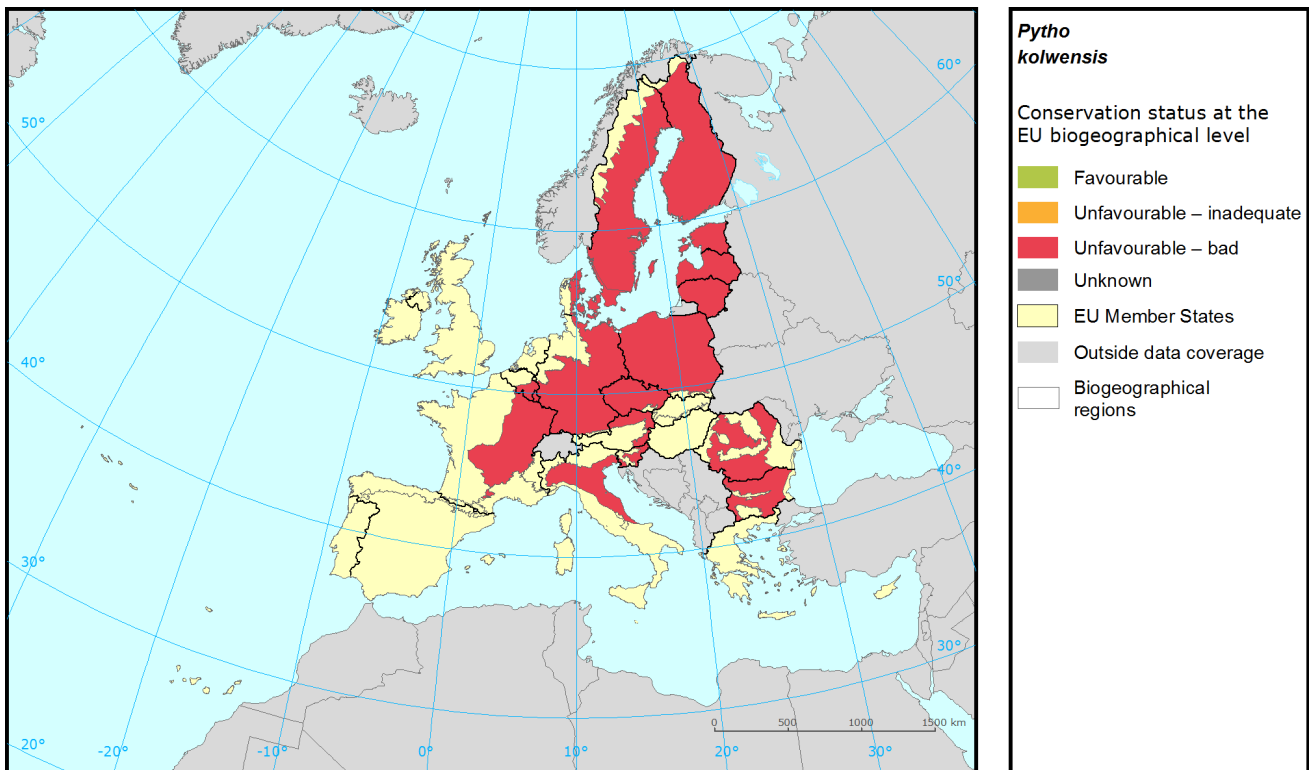 Pytho
kolwensis
Conservation status at the
EU biogeographical level
Favourable
Unfavourable – inadequate
Unfavourable – bad
Unknown
EU Member States
Outside data coverage
Biogeographical
regions
60°
50°
50°
40°
40°
30°
30°
20°
-20°
-10°
0°
10°
20°
30°
0 500 1000 1500 km